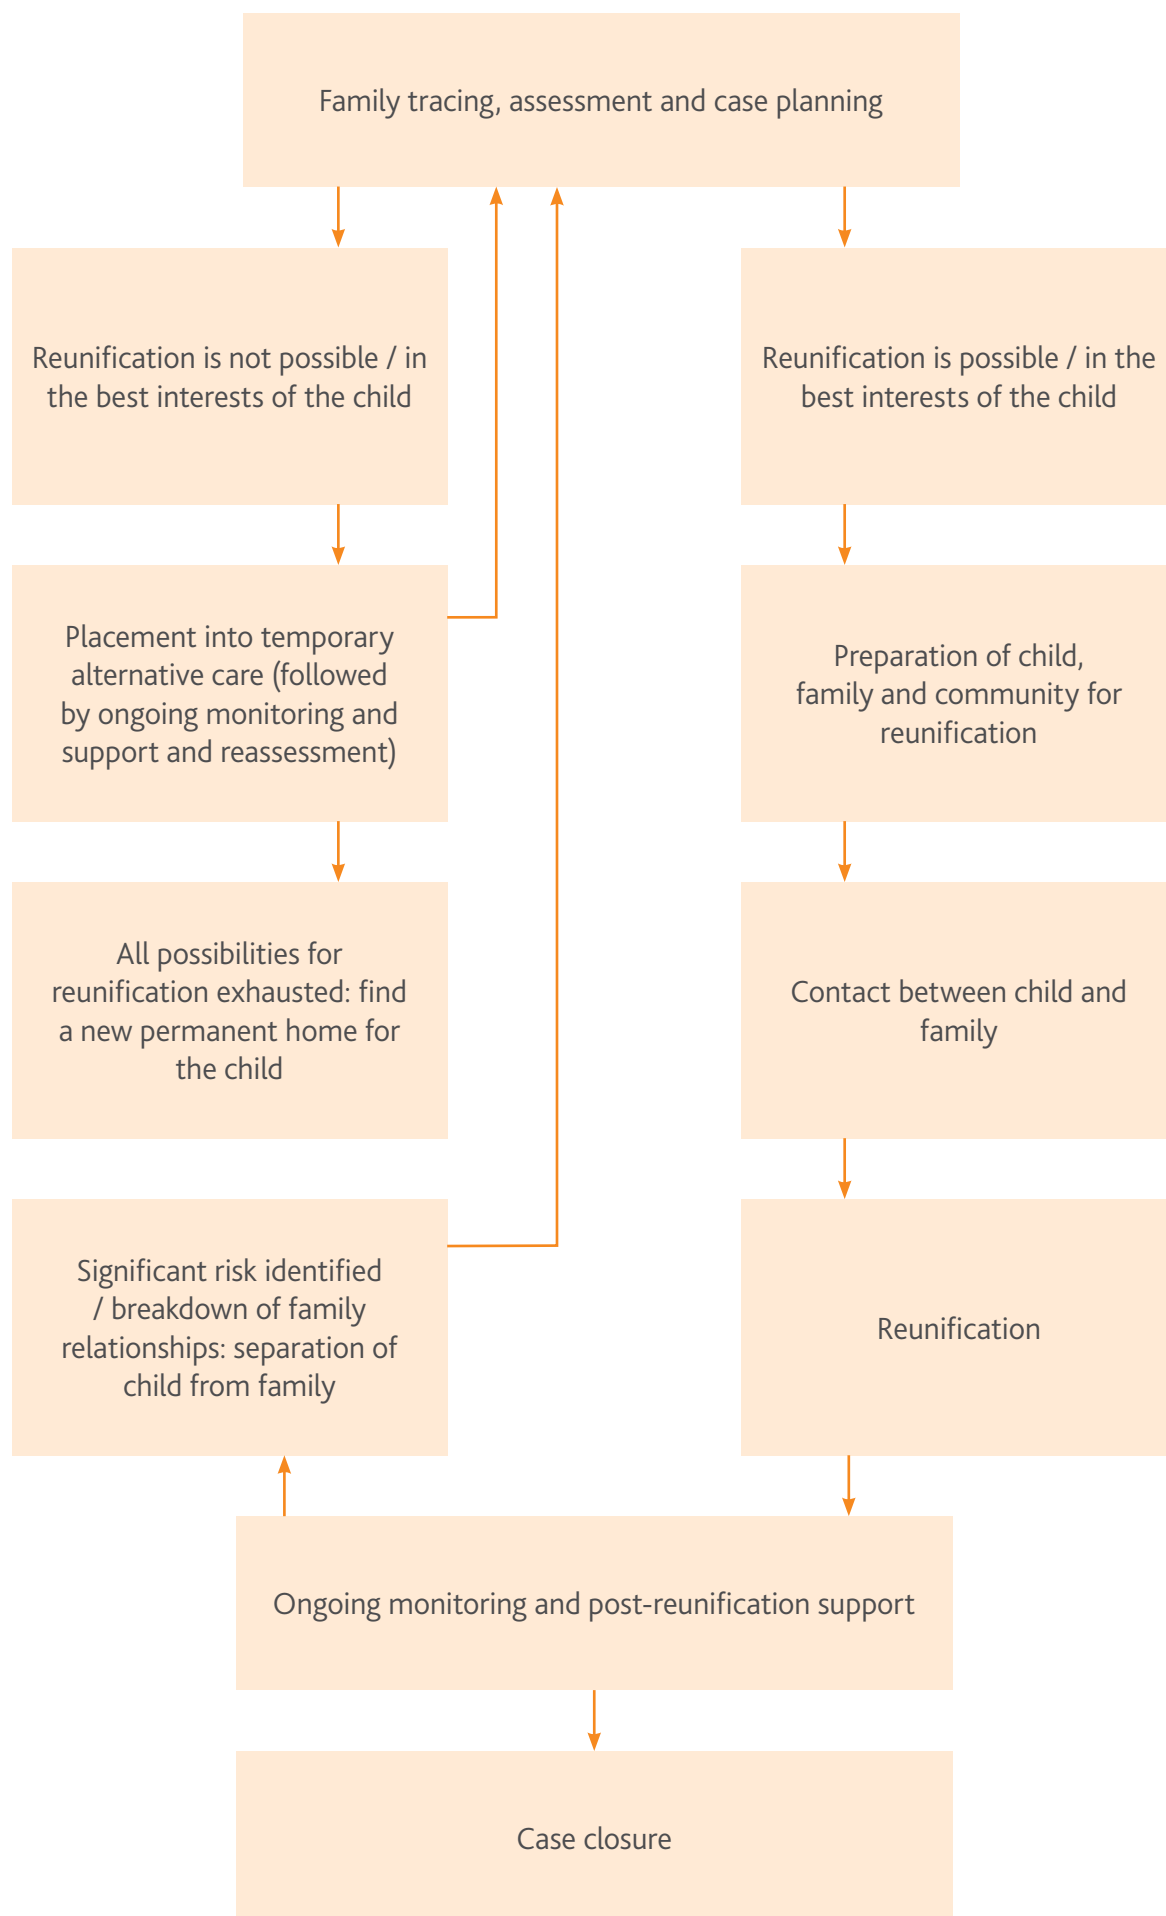 Family tracing, assessment and case planning
Reunification is not possible / in
the best interests of the child
Reunification is possible / in the
best interests of the child
Placement into temporary
alternative care (followed
by ongoing monitoring and
support and reassessment)
Preparation of child,
family and community for
reunification
All possibilities for
reunification exhausted: find
a new permanent home for
the child
Contact between child and
family
Significant risk identified
/ breakdown of family
relationships: separation of
child from family
Reunification
Ongoing monitoring and post-reunification support
Case closure